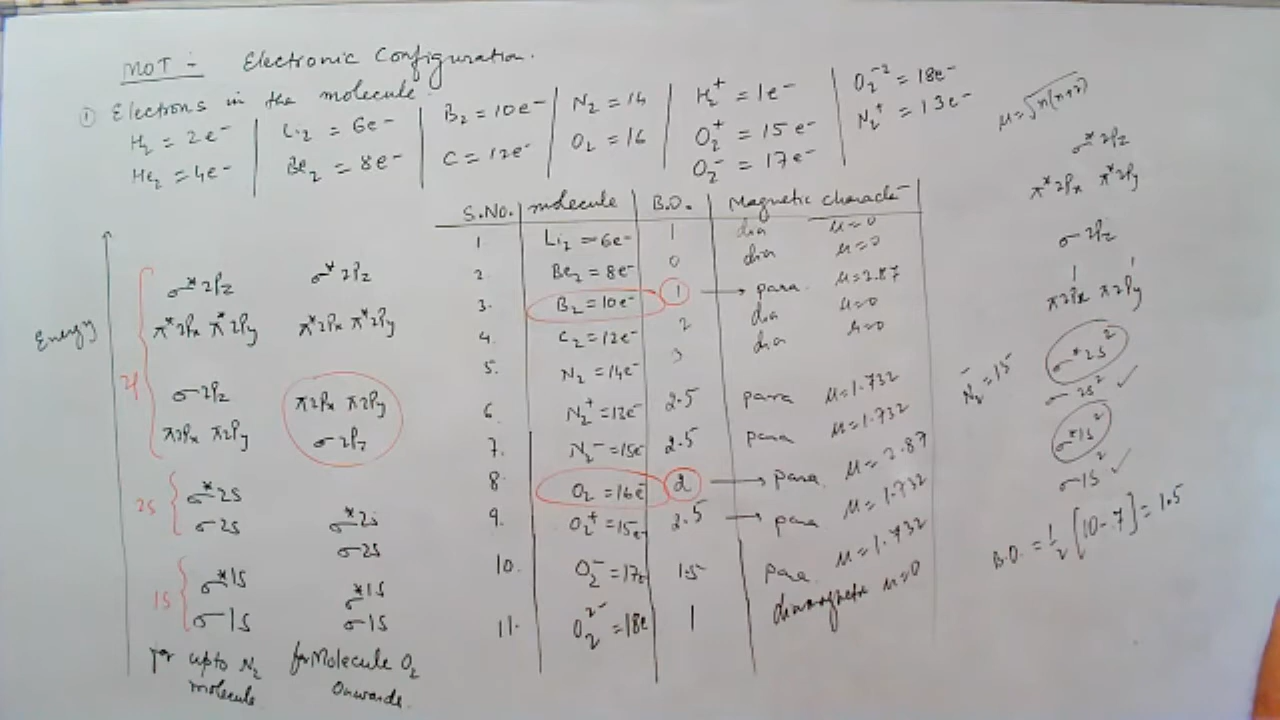 MOT :- Electronic Configuration.
① Electrons in the molecule.
H₂ = 2e⁻ | Li₂ = 6e⁻ | B₂ = 10e⁻ | N₂ = 14 | H₂⁺ = 1e⁻ | O₂⁻² = 18e⁻
He₂ = 4e⁻ | Be₂ = 8e⁻ | C = 12e⁻ | O₂ = 16 | O₂⁺ = 15e⁻ | N₂⁺ = 13e⁻
O₂⁻ = 17e⁻
μ = √n(n+2)
S.No. | molecule | B.O. | Magnetic charact
1 | Li₂ = 6e⁻ | 1 | dia μ=0
2. | Be₂ = 8e⁻ | 0 | dia μ=0
3. | B₂ = 10e⁻ | 1 → para. μ=2.87
4. | C₂ = 12e⁻ | 2 | dia μ=0
5. | N₂ = 14e⁻ | 3 | dia μ=0
6. | N₂⁺ = 13e⁻ | 2.5 | para μ=1.732
7. | N₂⁻ = 15e⁻ | 2.5 | para μ=1.732
8 | O₂ = 16e⁻ | 2 → para. μ=2.87
9. | O₂⁺ = 15e⁻ | 2.5 → para μ=1.732
10. | O₂⁻ = 17e | 1.5 | para μ=1.732
11. | O₂²⁻ = 18e | 1 | diamagnetic μ=0
Energy
2p
σ*2Pz
π*2Px π*2Py
σ2Pz
π2Px π2Py
2s
σ*2s
σ2s
1s
σ*1s
σ1s
for upto N₂
molecule.
σ*2Pz
π*2Px π*2Py
π2Px π2Py
σ2Pz
σ*2s
σ2s
σ*1s
σ1s
for Molecule O₂
Onwards.
σ*2Pz
π*2Px π*2Py
σ2Pz
1 1
π2Px π2Py
σ*2s²
σ2s² ✓
σ*1s²
σ1s² ✓
N₂⁻ = 15
B.O. = 1/2 [10-7] = 1.5